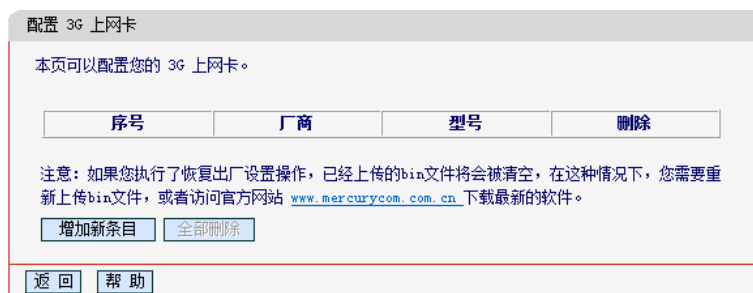 配置 3G 上网卡
本页可以配置您的 3G 上网卡。
序号 厂商 型号 删除
注意：如果您执行了恢复出厂设置操作，已经上传的bin文件将会被清空，在这种情况下，您需要重
新上传bin文件，或者访问官方网站 www.mercurycom.com.cn 下载最新的软件。
增加新条目 全部删除
返 回 帮 助